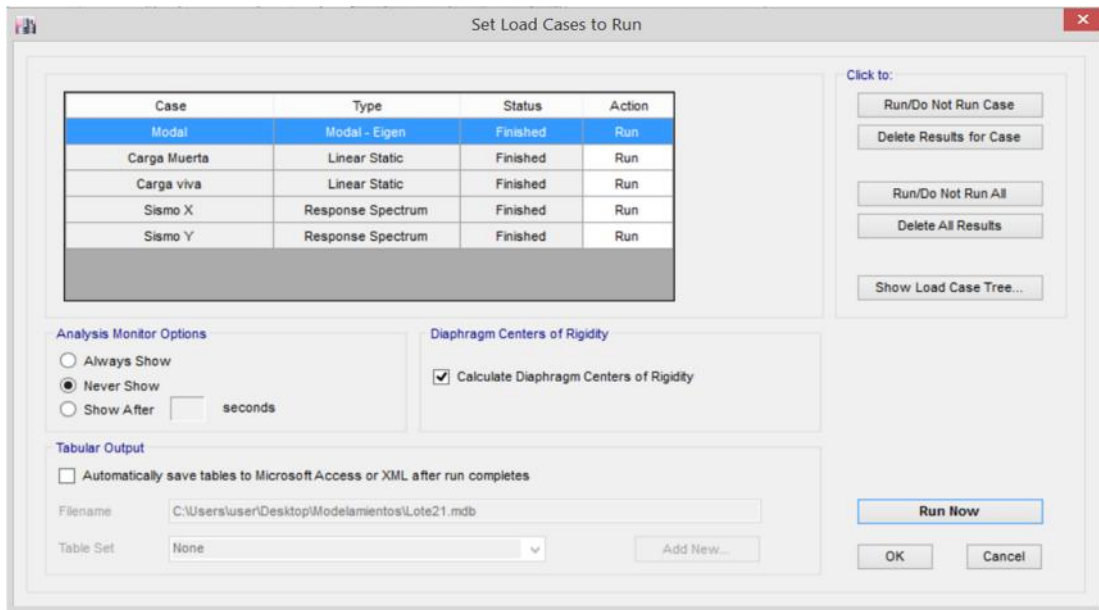 Set Load Cases to Run
Click to:
Case Type Status Action
Modal Modal - Eigen Finished Run
Carga Muerta Linear Static Finished Run
Carga viva Linear Static Finished Run
Sismo X Response Spectrum Finished Run
Sismo Y Response Spectrum Finished Run
Run/Do Not Run Case
Delete Results for Case
Run/Do Not Run All
Delete All Results
Show Load Case Tree...
Analysis Monitor Options
Always Show
Never Show
Show After seconds
Diaphragm Centers of Rigidity
Calculate Diaphragm Centers of Rigidity
Tabular Output
Automatically save tables to Microsoft Access or XML after run completes
Filename C:\Users\user\Desktop\Modelamientos\Lote21.mdb
Table Set None Add New...
Run Now
OK Cancel